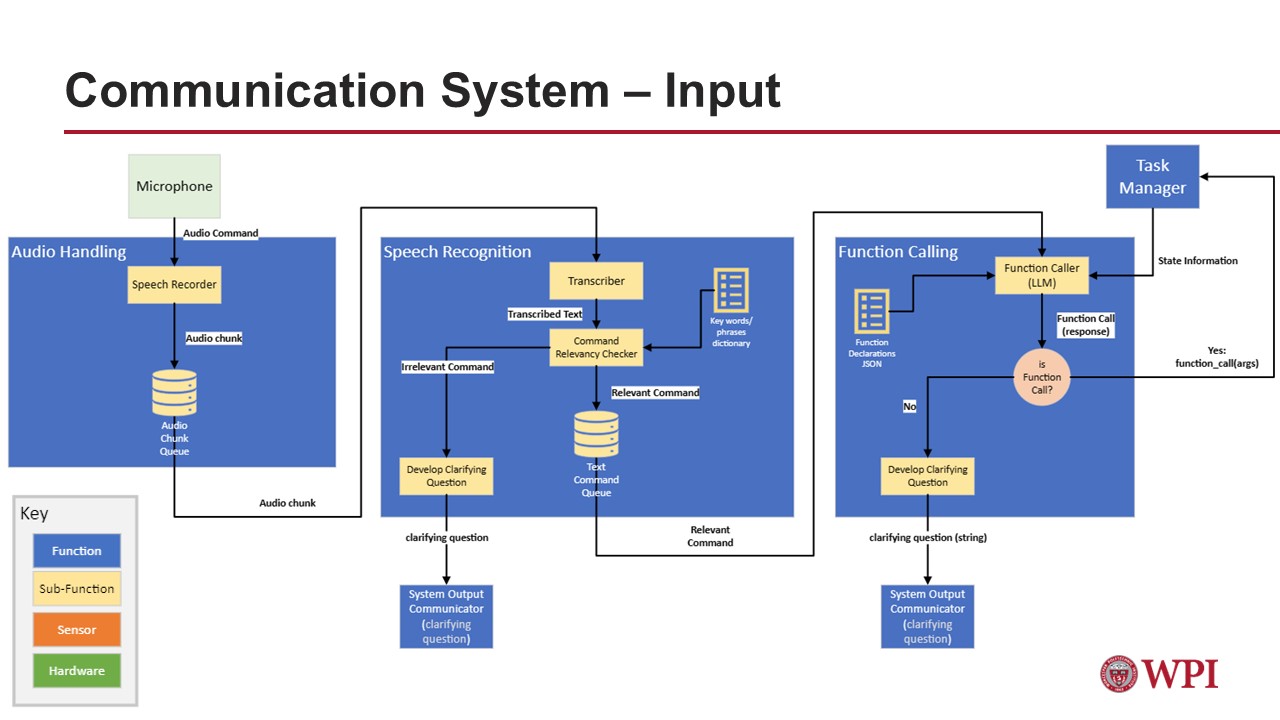 Communication System – Input
Microphone
Audio Command
Audio Handling
Speech Recorder
Audio chunk
Audio
Chunk
Queue
Audio chunk
Speech Recognition
Transcriber
Transcribed Text
Command
Relevancy Checker
Key words/
phrases
dictionary
Irrelevant Command
Relevant Command
Text
Command
Queue
Develop Clarifying
Question
clarifying question
System Output
Communicator
(clarifying
question)
Relevant
Command
Task
Manager
State Information
Function Calling
Function Caller
(LLM)
Function
Declarations
JSON
Function Call
(response)
is
Function
Call?
Yes:
function_call(args)
No
Develop Clarifying
Question
clarifying question (string)
System Output
Communicator
(clarifying
question)
Key
Function
Sub-Function
Sensor
Hardware
WPI